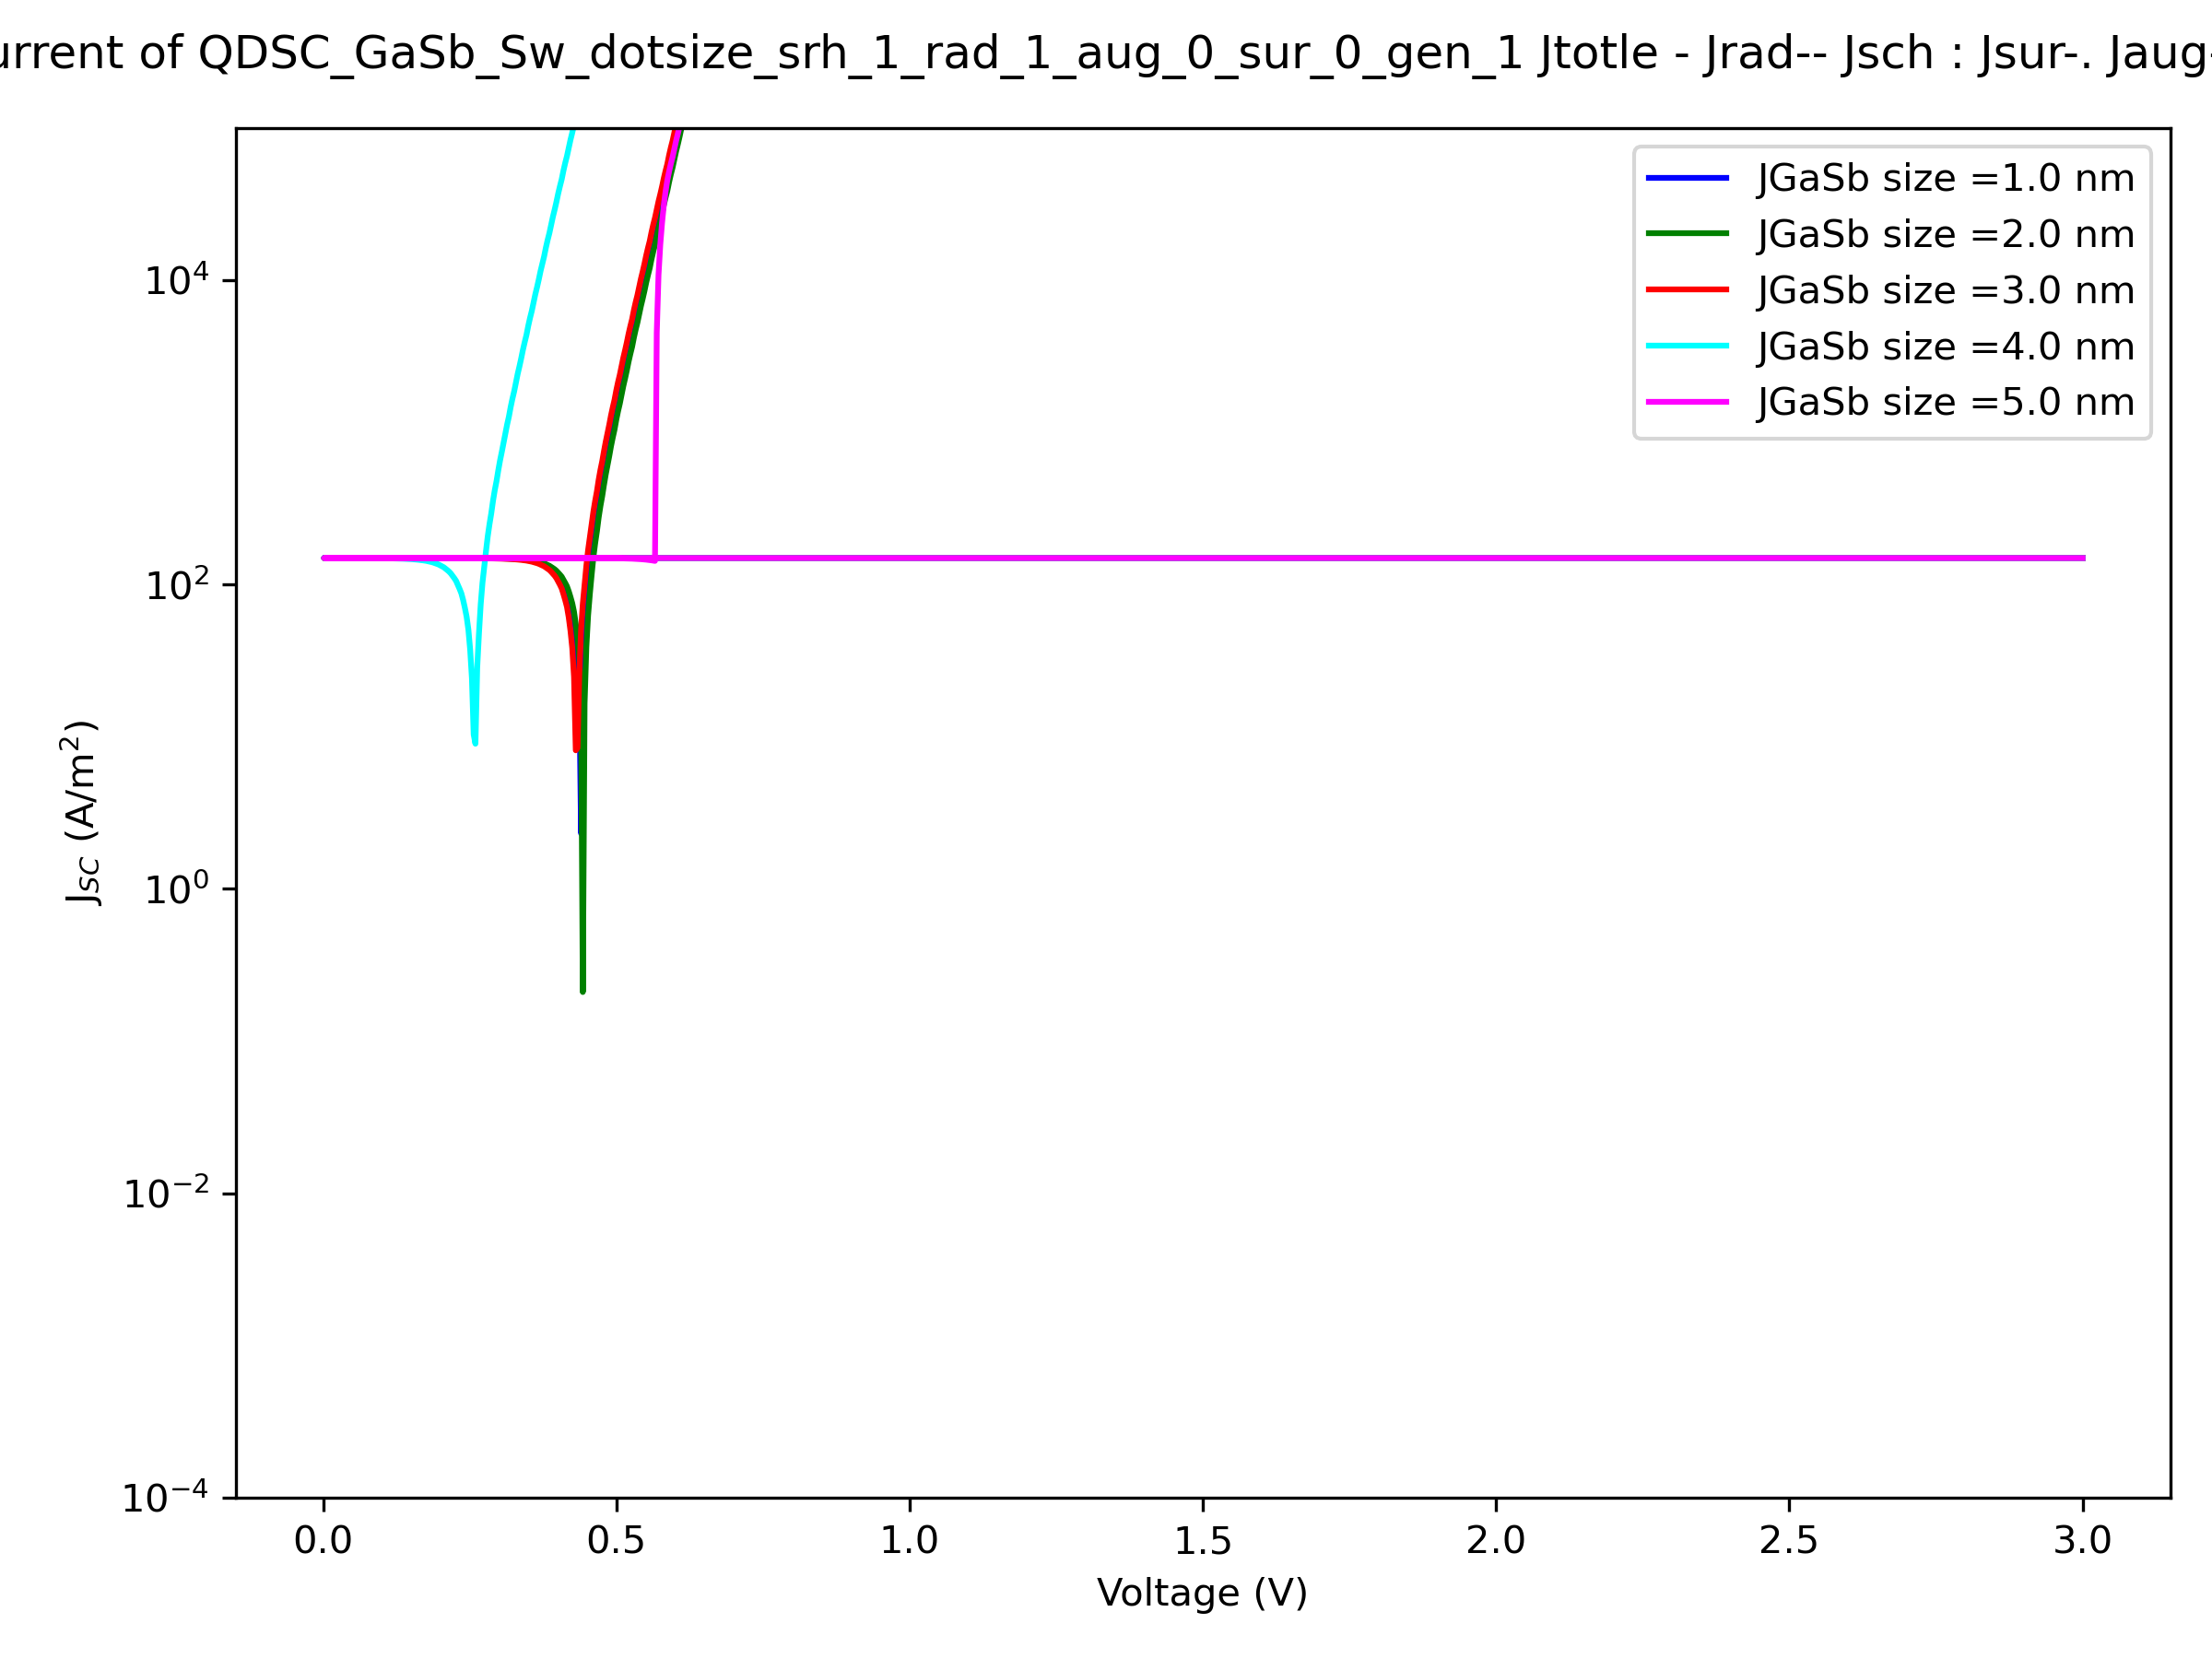 urrent of QDSC_GaSb_Sw_dotsize_srh_1_rad_1_aug_0_sur_0_gen_1 Jtotle - Jrad-- Jsch : Jsur-. Jaug-
JGaSb size =1.0 nm
JGaSb size =2.0 nm
JGaSb size =3.0 nm
JGaSb size =4.0 nm
JGaSb size =5.0 nm
10⁴
10²
10⁰
10⁻²
10⁻⁴
J_SC (A/m²)
0.0 0.5 1.0 1.5 2.0 2.5 3.0
Voltage (V)